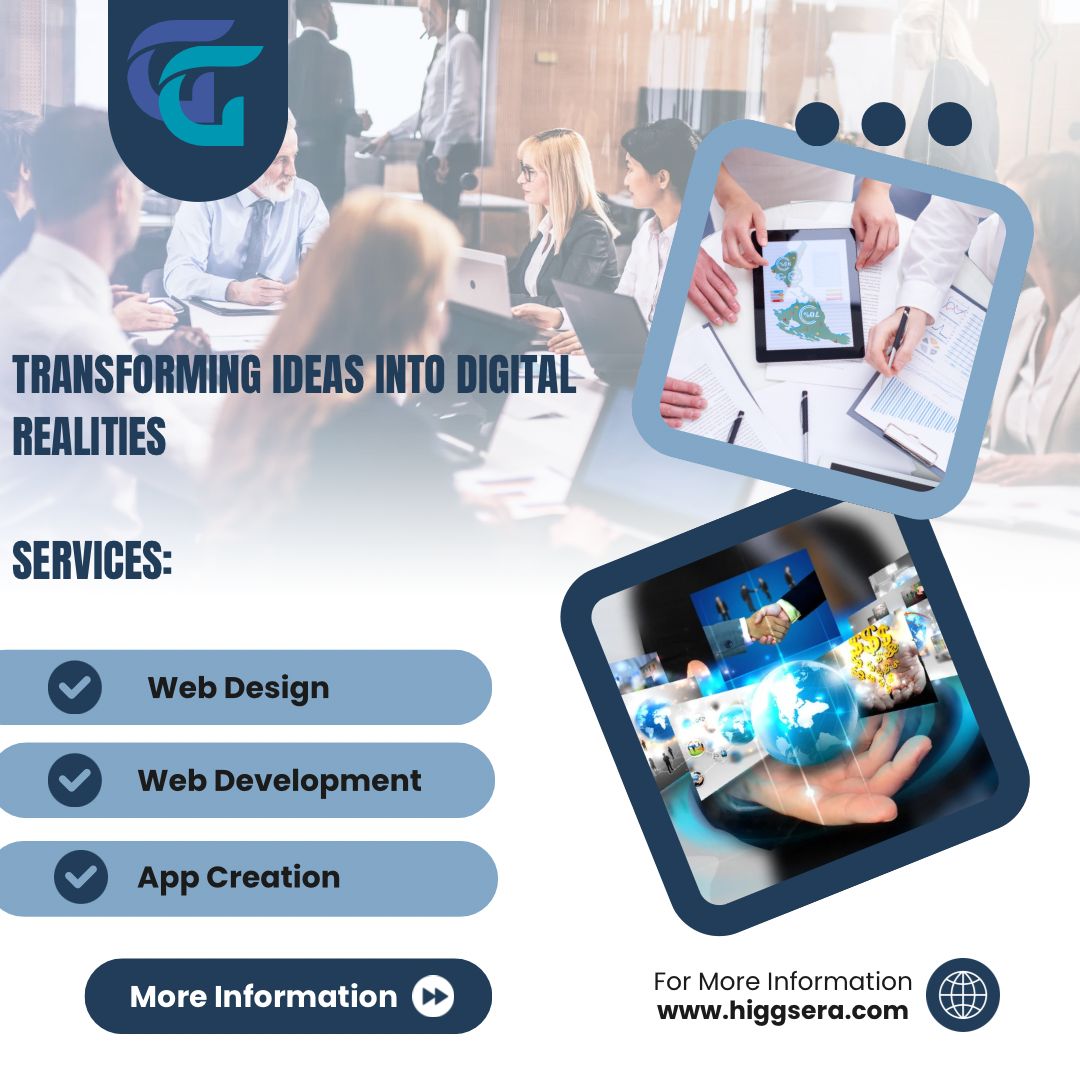 TRANSFORMING IDEAS INTO DIGITAL
REALITIES
SERVICES:
Web Design
Web Development
App Creation
More Information
For More Information
www.higgsera.com